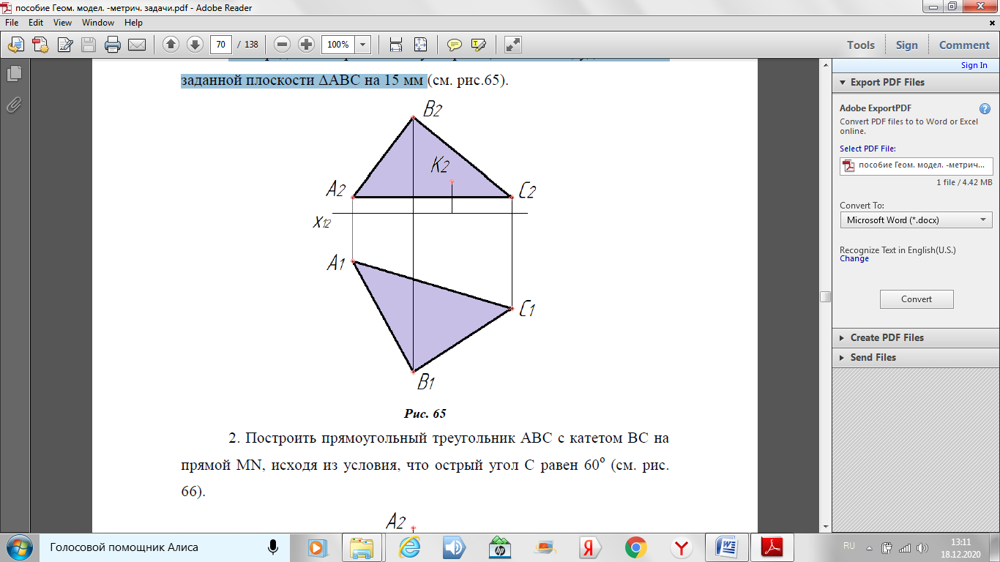 пособие Геом. модел. -метрич. задачи.pdf - Adobe Reader
File Edit View Window Help
70 / 138 100% Tools Sign Comment
заданной плоскости ΔАВС на 15 мм (см. рис.65).
B2
K2
A2 C2
X12
A1
C1
B1
Рис. 65
2. Построить прямоугольный треугольник АВС с катетом ВС на
прямой MN, исходя из условия, что острый угол С равен 60° (см. рис.
66).
A2
Sign In
Export PDF Files
Adobe ExportPDF
Convert PDF files to to Word or Excel
online.
Select PDF File:
пособие Геом. модел. -метрич...
1 file / 4.42 MB
Convert To:
Microsoft Word (*.docx)
Recognize Text in English(U.S.)
Change
Convert
Create PDF Files
Send Files
Голосовой помощник Алиса
RU 13:11
18.12.2020